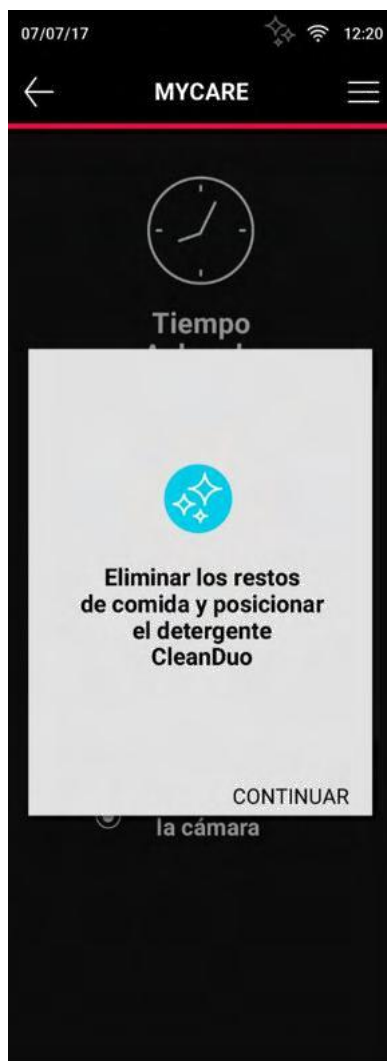 07/07/17
12:20
MYCARE
Tiempo
Eliminar los restos
de comida y posicionar
el detergente
CleanDuo
CONTINUAR
la cámara